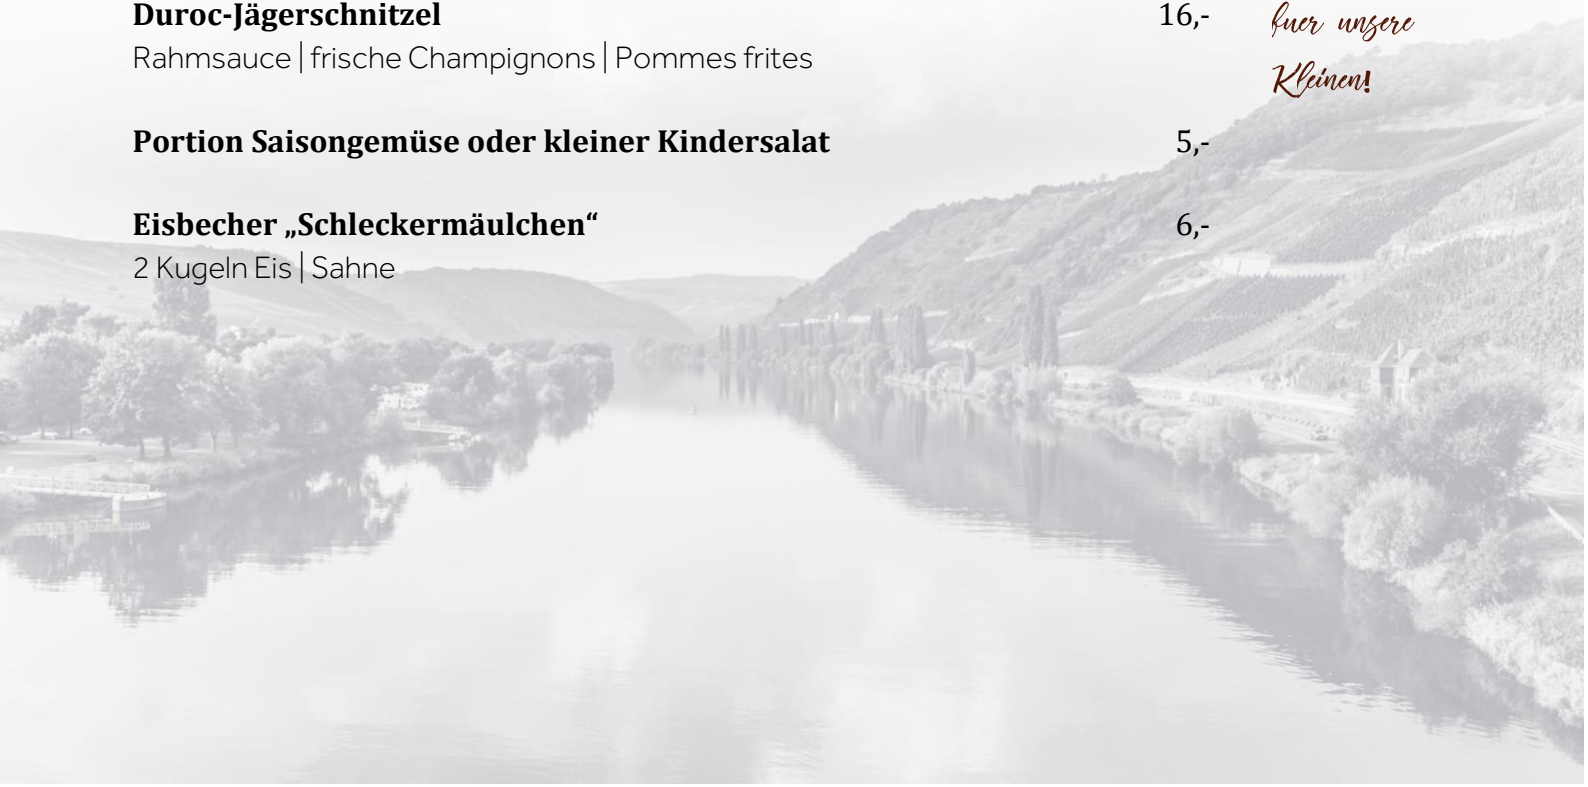 Duroc-Jägerschnitzel 16,-
Rahmsauce | frische Champignons | Pommes frites
fuer unsere
Kleinen!
Portion Saisongemüse oder kleiner Kindersalat 5,-
Eisbecher „Schleckermäulchen“ 6,-
2 Kugeln Eis | Sahne